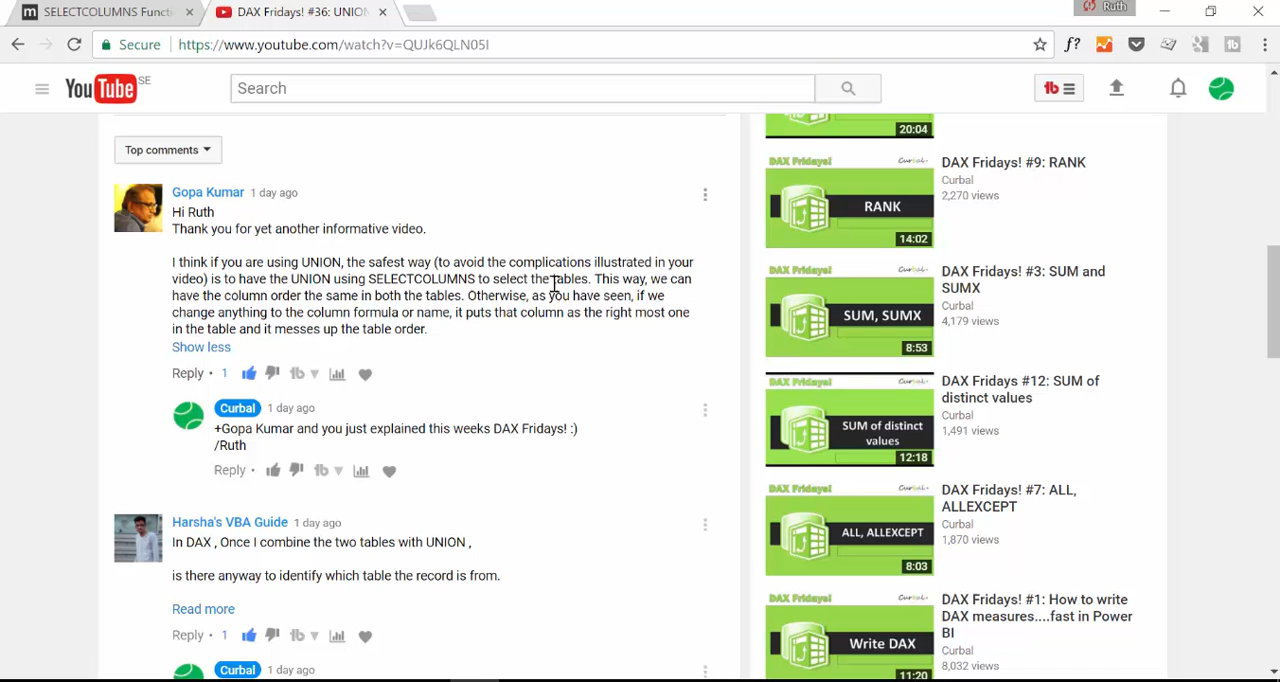 SELECTCOLUMNS Functi
DAX Fridays! #36: UNION
Ruth
Secure
https://www.youtube.com/watch?v=QUJk6QLN05I
f?
YouTube SE
Search
tb
Top comments
Gopa Kumar 1 day ago
Hi Ruth
Thank you for yet another informative video.
I think if you are using UNION, the safest way (to avoid the complications illustrated in your
video) is to have the UNION using SELECTCOLUMNS to select the tables. This way, we can
have the column order the same in both the tables. Otherwise, as you have seen, if we
change anything to the column formula or name, it puts that column as the right most one
in the table and it messes up the table order.
Show less
Reply · 1
Curbal 1 day ago
+Gopa Kumar and you just explained this weeks DAX Fridays! :)
/Ruth
Reply ·
Harsha's VBA Guide 1 day ago
In DAX , Once I combine the two tables with UNION ,
is there anyway to identify which table the record is from.
Read more
Reply · 1
Curbal 1 day ago
20:04
DAX Fridays! Curbal
RANK
14:02
DAX Fridays! #9: RANK
Curbal
2,270 views
DAX Fridays! Curbal
SUM, SUMX
8:53
DAX Fridays! #3: SUM and
SUMX
Curbal
4,179 views
DAX Fridays! Curbal
SUM of distinct
values
12:18
DAX Fridays #12: SUM of
distinct values
Curbal
1,491 views
DAX Fridays! Curbal
ALL, ALLEXCEPT
8:03
DAX Fridays! #7: ALL,
ALLEXCEPT
Curbal
1,870 views
DAX Fridays! Curbal
Write DAX
11:20
DAX Fridays! #1: How to write
DAX measures....fast in Power
BI
Curbal
8,032 views